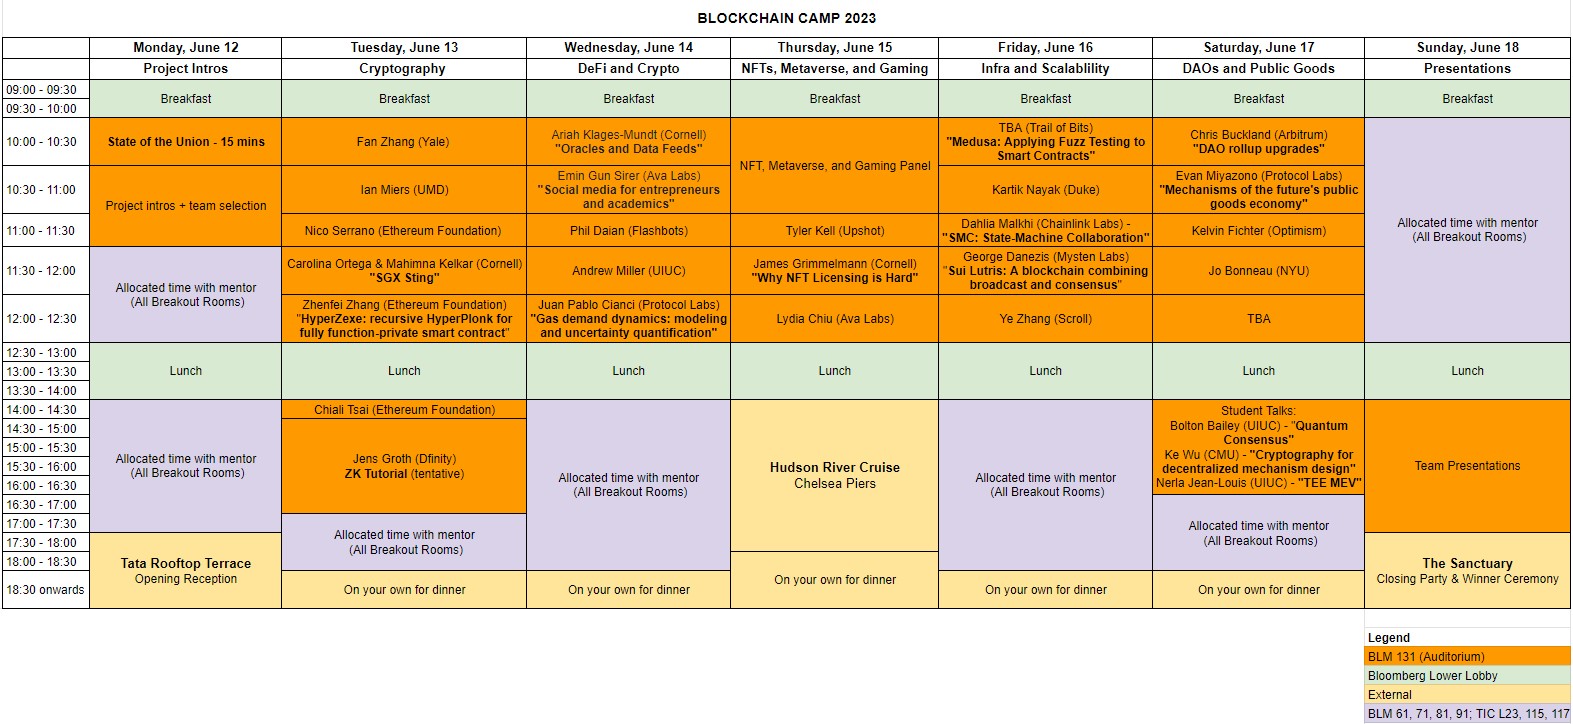 BLOCKCHAIN CAMP 2023
Monday, June 12
Tuesday, June 13
Wednesday, June 14
Thursday, June 15
Friday, June 16
Saturday, June 17
Sunday, June 18
Project Intros
Cryptography
DeFi and Crypto
NFTs, Metaverse, and Gaming
Infra and Scalablility
DAOs and Public Goods
Presentations
09:00 - 09:30
09:30 - 10:00
Breakfast
Breakfast
Breakfast
Breakfast
Breakfast
Breakfast
Breakfast
10:00 - 10:30
State of the Union - 15 mins
Fan Zhang (Yale)
Ariah Klages-Mundt (Cornell)
"Oracles and Data Feeds"
NFT, Metaverse, and Gaming Panel
TBA (Trail of Bits)
"Medusa: Applying Fuzz Testing to
Smart Contracts"
Chris Buckland (Arbitrum)
"DAO rollup upgrades"
Allocated time with mentor
(All Breakout Rooms)
10:30 - 11:00
Project intros + team selection
Ian Miers (UMD)
Emin Gun Sirer (Ava Labs)
"Social media for entrepreneurs
and academics"
Kartik Nayak (Duke)
Evan Miyazono (Protocol Labs)
"Mechanisms of the future's public
goods economy"
11:00 - 11:30
Nico Serrano (Ethereum Foundation)
Phil Daian (Flashbots)
Tyler Kell (Upshot)
Dahlia Malkhi (Chainlink Labs) -
"SMC: State-Machine Collaboration"
Kelvin Fichter (Optimism)
11:30 - 12:00
Allocated time with mentor
(All Breakout Rooms)
Carolina Ortega & Mahimna Kelkar (Cornell)
"SGX Sting"
Andrew Miller (UIUC)
James Grimmelmann (Cornell)
"Why NFT Licensing is Hard"
George Danezis (Mysten Labs)
"Sui Lutris: A blockchain combining
broadcast and consensus"
Jo Bonneau (NYU)
12:00 - 12:30
Zhenfei Zhang (Ethereum Foundation)
"HyperZexe: recursive HyperPlonk for
fully function-private smart contract"
Juan Pablo Cianci (Protocol Labs)
"Gas demand dynamics: modeling
and uncertainty quantification"
Lydia Chiu (Ava Labs)
Ye Zhang (Scroll)
TBA
12:30 - 13:00
13:00 - 13:30
13:30 - 14:00
Lunch
Lunch
Lunch
Lunch
Lunch
Lunch
Lunch
14:00 - 14:30
14:30 - 15:00
15:00 - 15:30
15:30 - 16:00
16:00 - 16:30
16:30 - 17:00
17:00 - 17:30
17:30 - 18:00
18:00 - 18:30
18:30 onwards
Allocated time with mentor
(All Breakout Rooms)
Tata Rooftop Terrace
Opening Reception
Chiali Tsai (Ethereum Foundation)
Jens Groth (Dfinity)
ZK Tutorial (tentative)
Allocated time with mentor
(All Breakout Rooms)
On your own for dinner
Allocated time with mentor
(All Breakout Rooms)
On your own for dinner
Hudson River Cruise
Chelsea Piers
On your own for dinner
Allocated time with mentor
(All Breakout Rooms)
On your own for dinner
Student Talks:
Bolton Bailey (UIUC) - "Quantum
Consensus"
Ke Wu (CMU) - "Cryptography for
decentralized mechanism design"
Nerla Jean-Louis (UIUC) - "TEE MEV"
Allocated time with mentor
(All Breakout Rooms)
On your own for dinner
Team Presentations
The Sanctuary
Closing Party & Winner Ceremony
Legend
BLM 131 (Auditorium)
Bloomberg Lower Lobby
External
BLM 61, 71, 81, 91; TIC L23, 115, 117